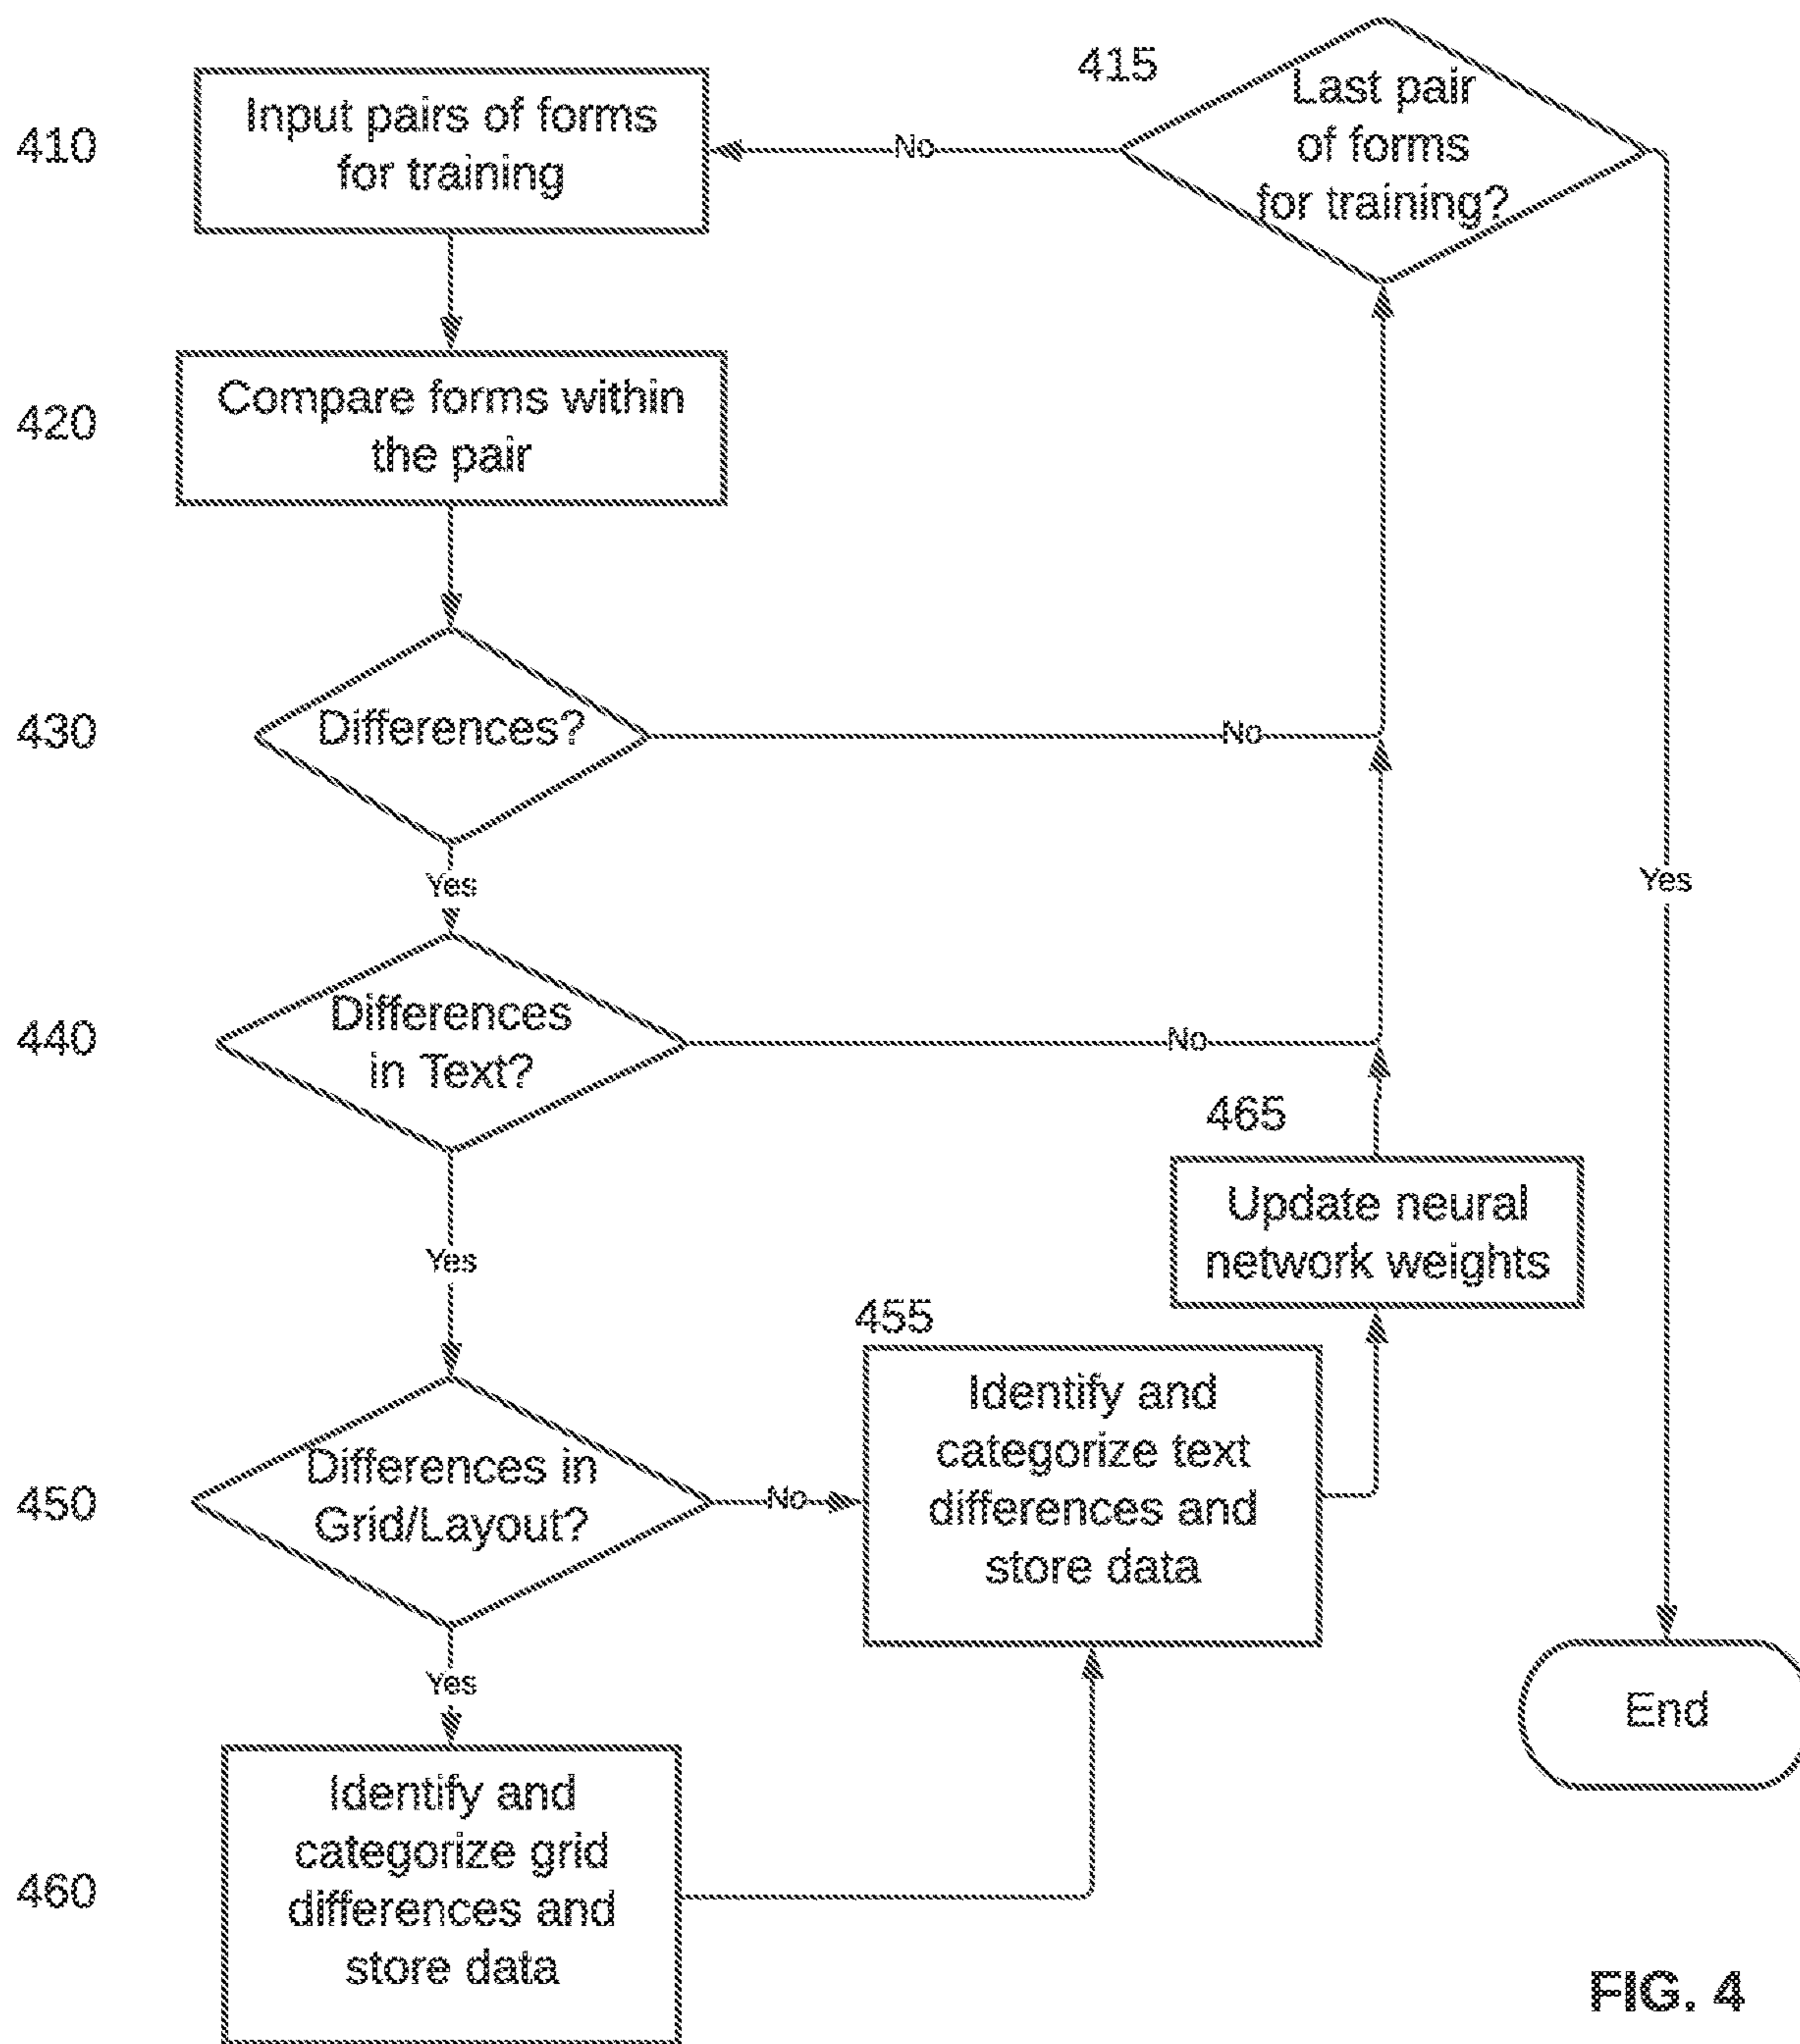 415
Last pair
of forms
for training?
410
Input pairs of forms
for training
No
420
Compare forms within
the pair
430
Differences?
No
Yes
Yes
440
Differences
in Text?
No
465
Update neural
network weights
Yes
455
Identify and
categorize text
differences and
store data
450
Differences in
Grid/Layout?
No
Yes
End
460
Identify and
categorize grid
differences and
store data
FIG. 4